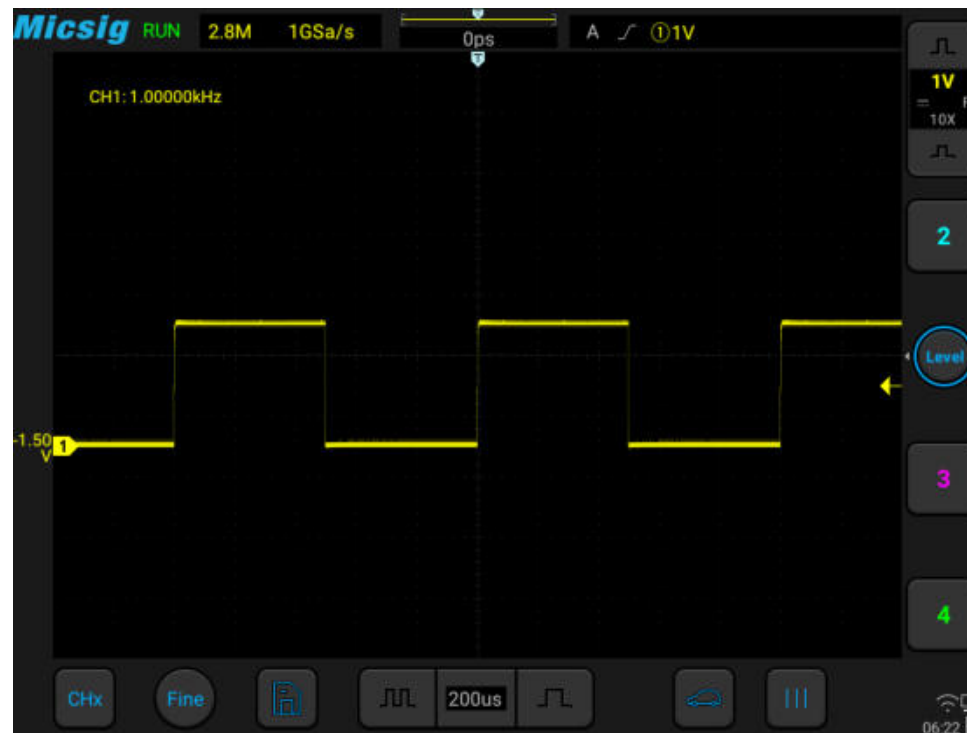 Micsig RUN 2.8M 1GSa/s 0ps A ①1V
T
CH1:1.00000kHz
1V
10X
2
Level
-1.50
V
1
3
4
CHx Fine 200us
06:22